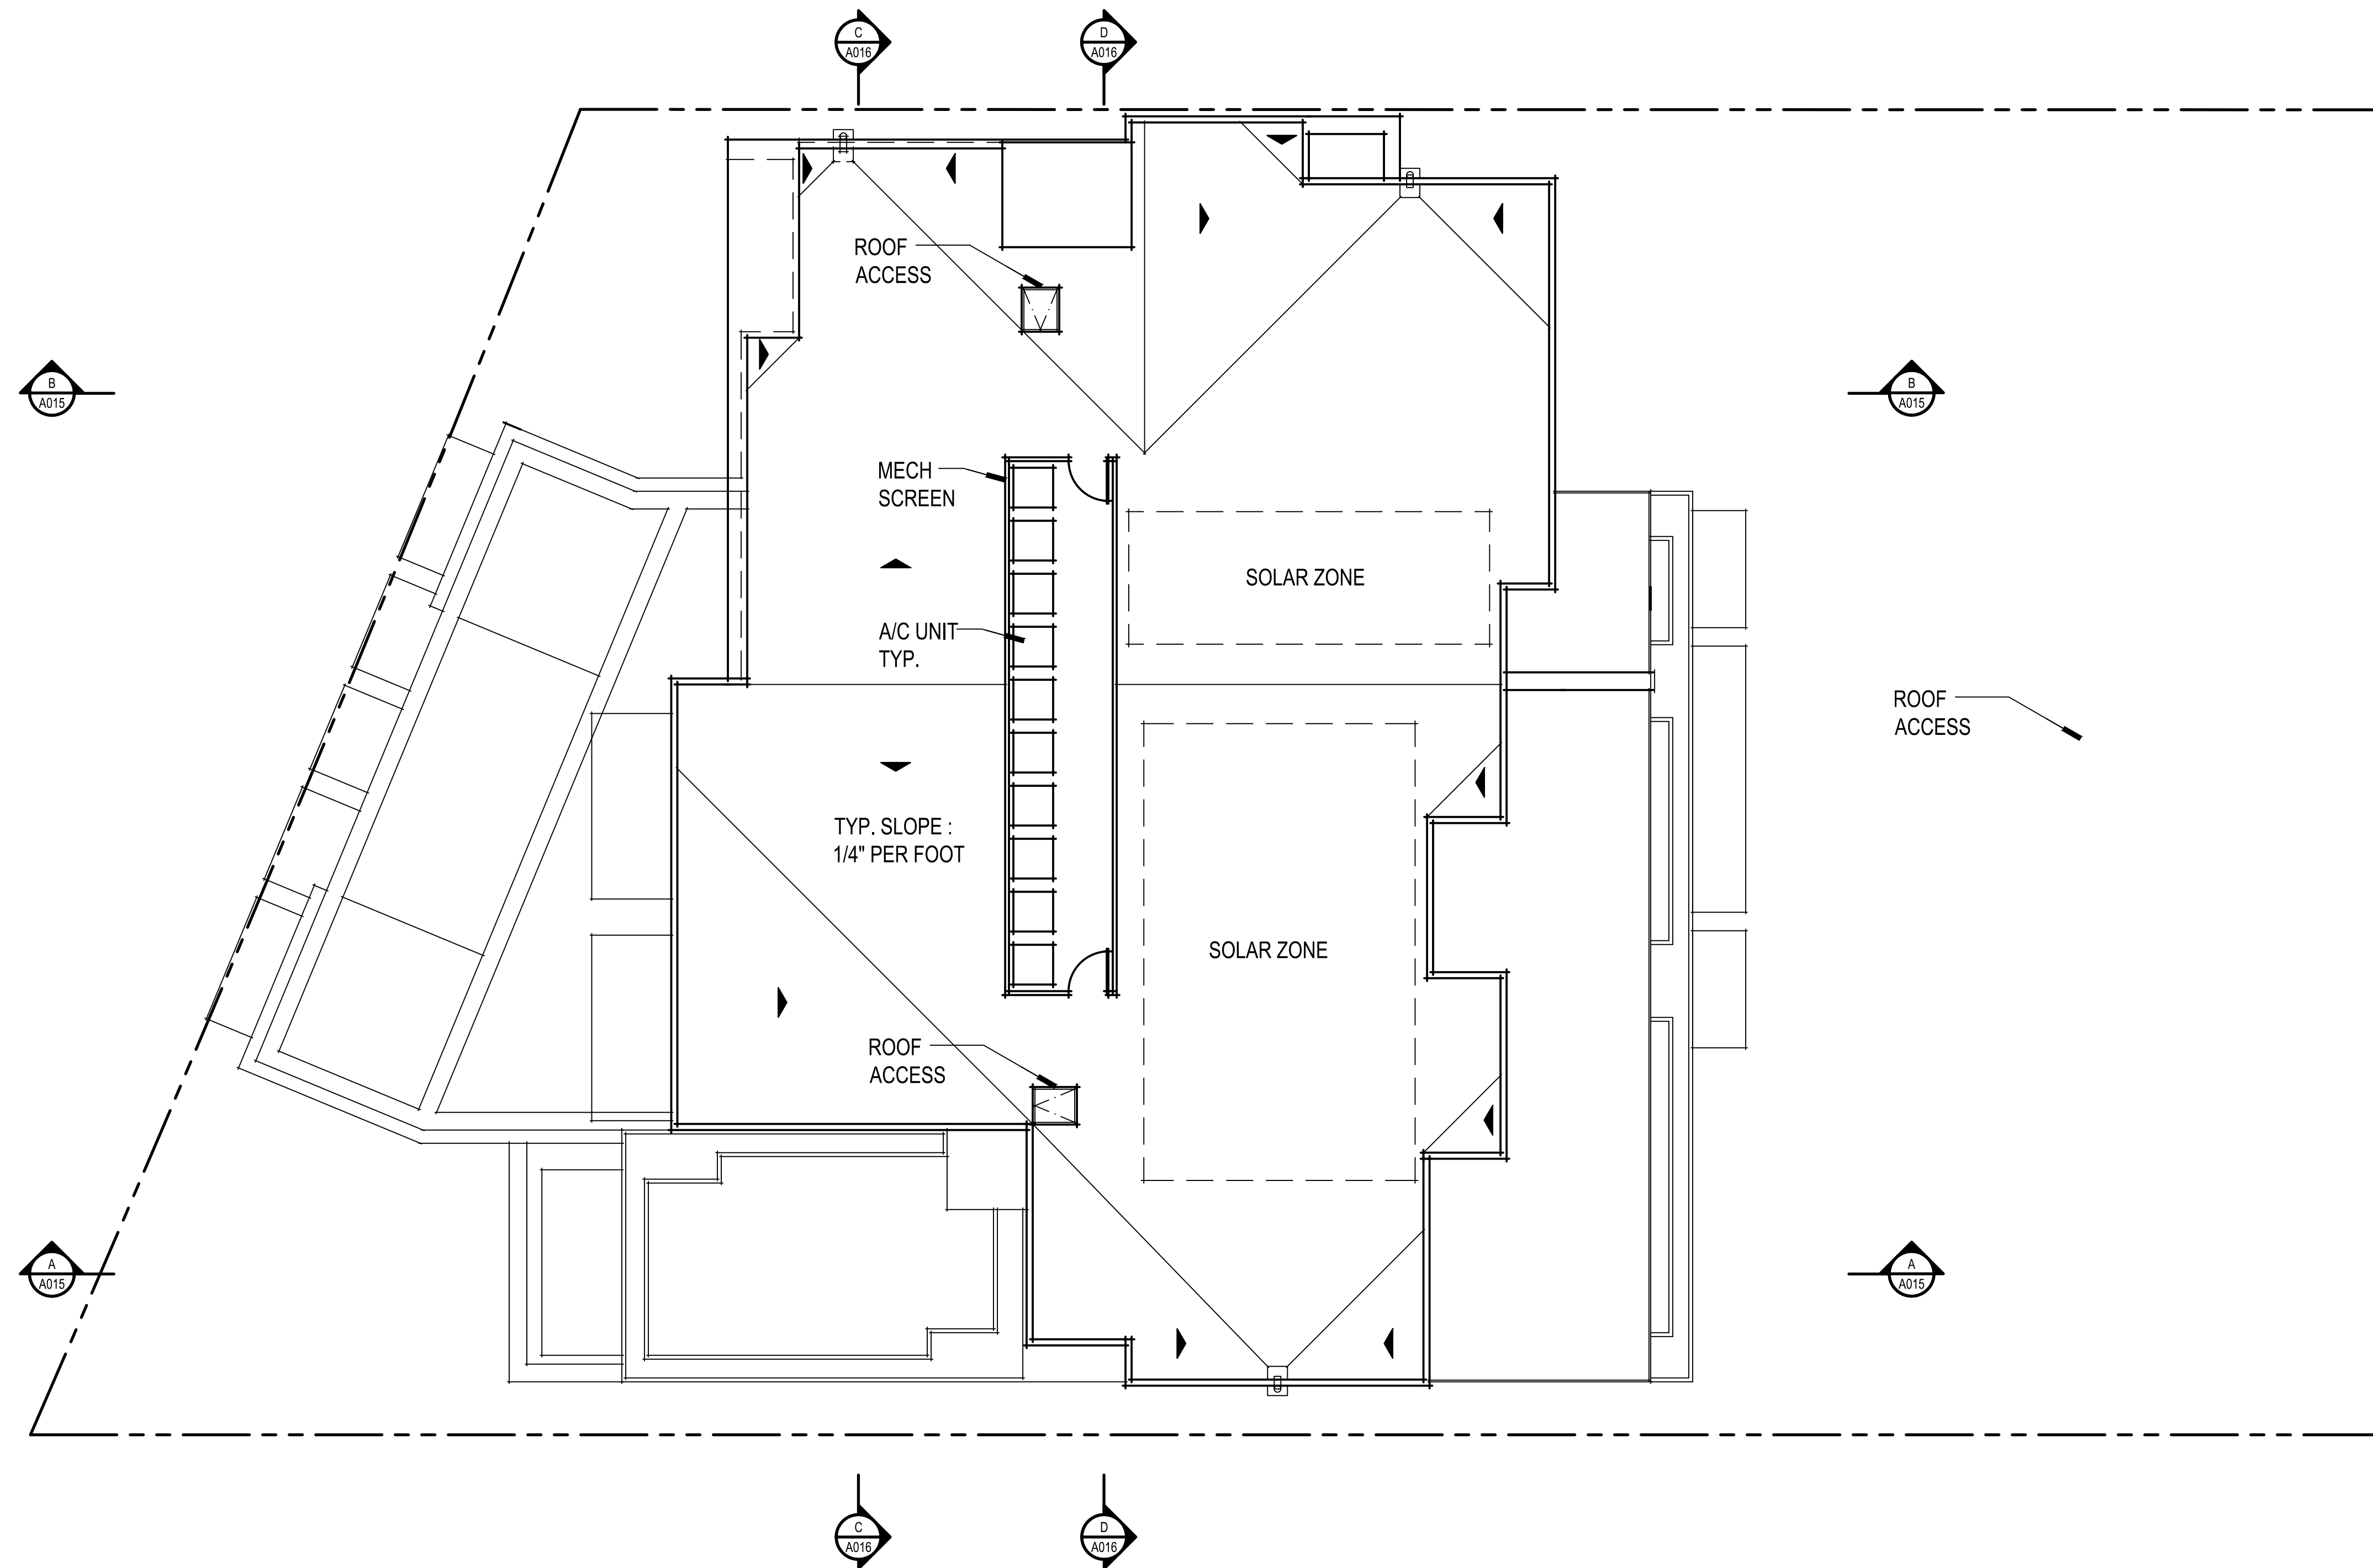 C
A016
D
A016
ROOF
ACCESS
B
A015
B
A015
MECH
SCREEN
SOLAR ZONE
A/C UNIT
TYP.
ROOF
ACCESS
TYP. SLOPE :
1/4" PER FOOT
SOLAR ZONE
ROOF
ACCESS
A
A015
A
A015
C
A016
D
A016